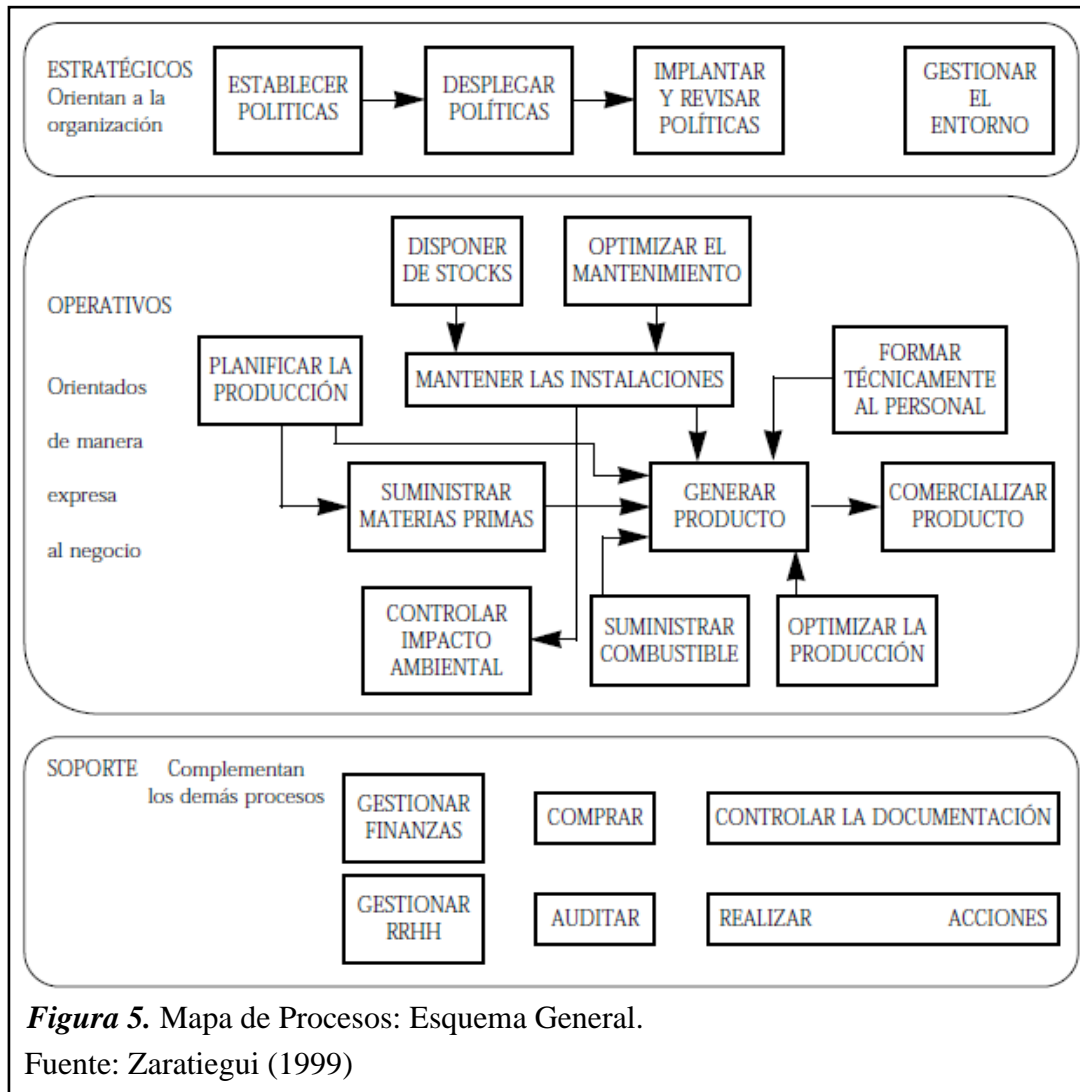 ESTRATÉGICOS
Orientan a la
organización
ESTABLECER
POLITICAS
DESPLEGAR
POLÍTICAS
IMPLANTAR
Y REVISAR
POLÍTICAS
GESTIONAR
EL
ENTORNO
OPERATIVOS
Orientados
de manera
expresa
al negocio
DISPONER
DE STOCKS
OPTIMIZAR EL
MANTENIMIENTO
PLANIFICAR LA
PRODUCCIÓN
MANTENER LAS INSTALACIONES
FORMAR
TÉCNICAMENTE
AL PERSONAL
SUMINISTRAR
MATERIAS PRIMAS
GENERAR
PRODUCTO
COMERCIALIZAR
PRODUCTO
CONTROLAR
IMPACTO
AMBIENTAL
SUMINISTRAR
COMBUSTIBLE
OPTIMIZAR LA
PRODUCCIÓN
SOPORTE Complementan
los demás procesos
GESTIONAR
FINANZAS
COMPRAR
CONTROLAR LA DOCUMENTACIÓN
GESTIONAR
RRHH
AUDITAR
REALIZAR ACCIONES
Figura 5. Mapa de Procesos: Esquema General.
Fuente: Zaratiegui (1999)